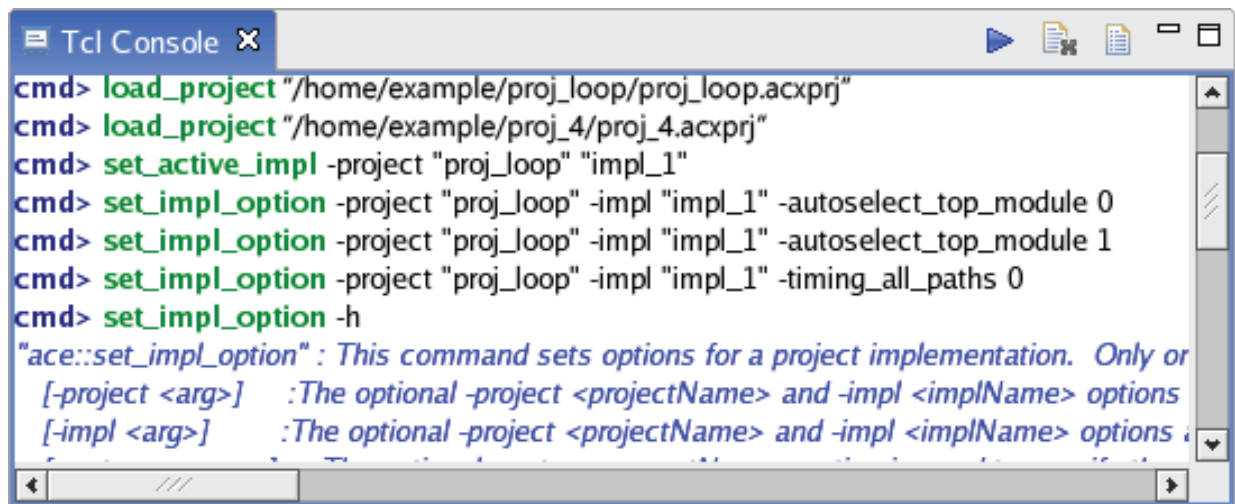 Tcl Console
cmd> load_project "/home/example/proj_loop/proj_loop.acxprj"
cmd> load_project "/home/example/proj_4/proj_4.acxprj"
cmd> set_active_impl -project "proj_loop" "impl_1"
cmd> set_impl_option -project "proj_loop" -impl "impl_1" -autoselect_top_module 0
cmd> set_impl_option -project "proj_loop" -impl "impl_1" -autoselect_top_module 1
cmd> set_impl_option -project "proj_loop" -impl "impl_1" -timing_all_paths 0
cmd> set_impl_option -h
"ace::set_impl_option" : This command sets options for a project implementation. Only
[-project <arg>] :The optional -project <projectName> and -impl <implName> options
[-impl <arg>] :The optional -project <projectName> and -impl <implName> options